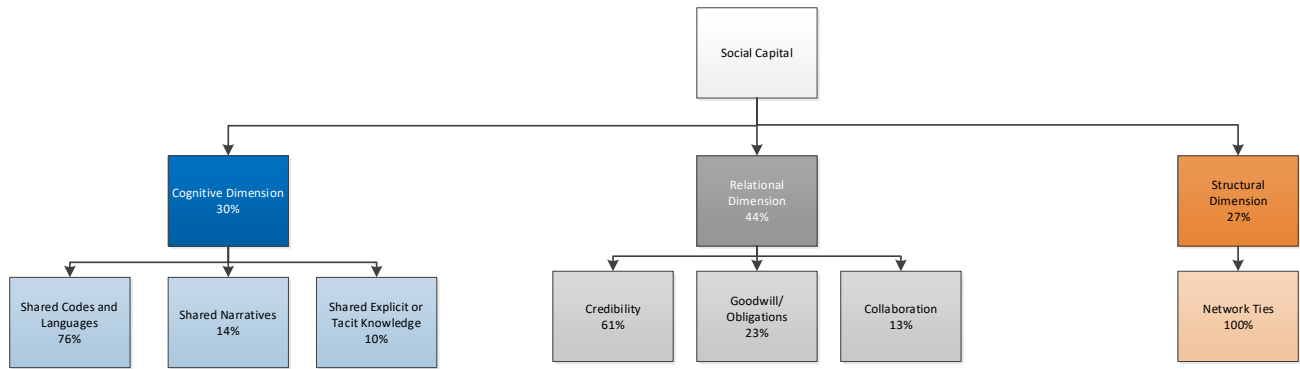 Social Capital
Cognitive Dimension
30%
Relational
Dimension
44%
Structural
Dimension
27%
Shared Codes and
Languages
76%
Shared Narratives
14%
Shared Explicit or
Tacit Knowledge
10%
Credibility
61%
Goodwill/
Obligations
23%
Collaboration
13%
Network Ties
100%